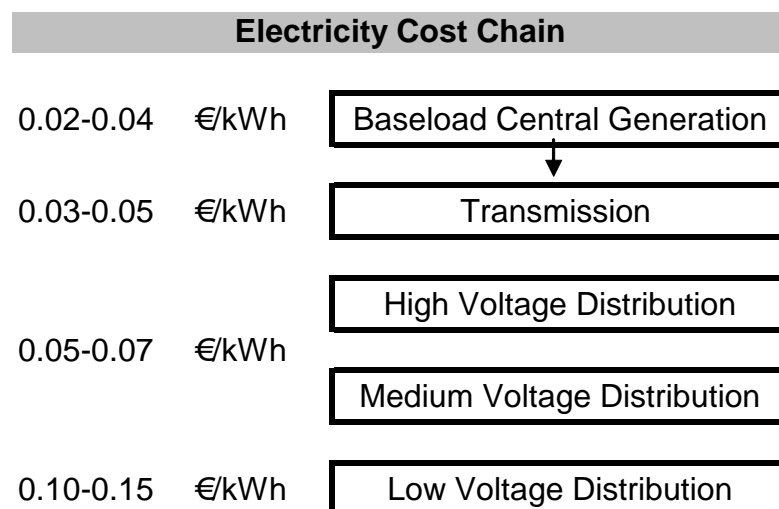 Electricity Cost Chain
0.02-0.04 €/kWh Baseload Central Generation
0.03-0.05 €/kWh Transmission
High Voltage Distribution
0.05-0.07 €/kWh
Medium Voltage Distribution
0.10-0.15 €/kWh Low Voltage Distribution